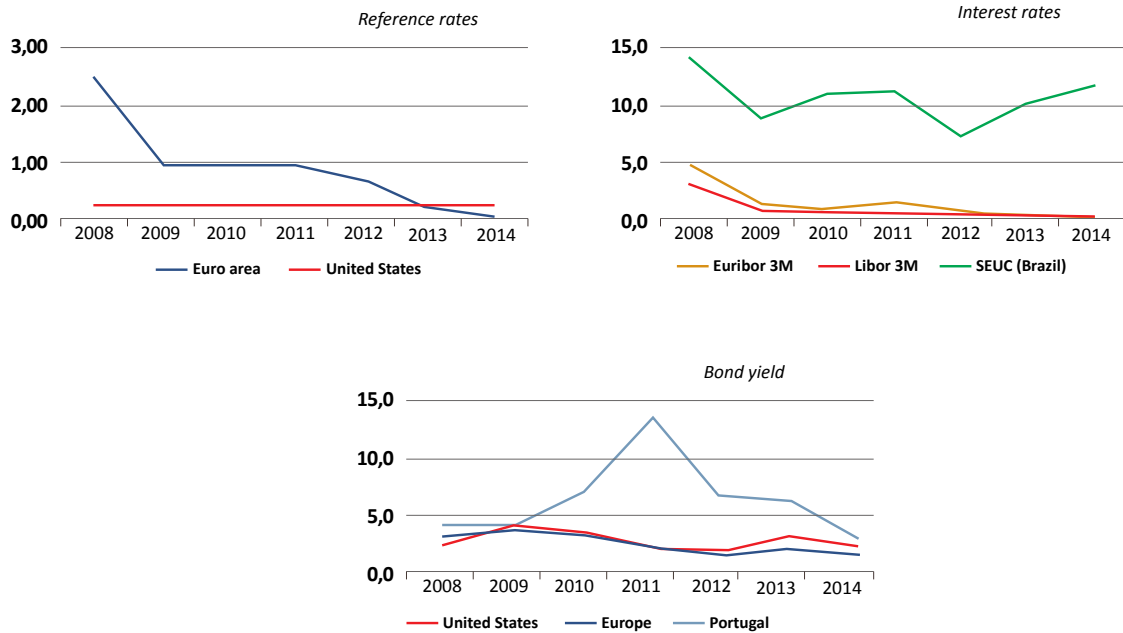 Reference rates
3,00
2,00
1,00
0,00
2008 2009 2010 2011 2012 2013 2014
Euro area United States
Interest rates
15,0
10,0
5,0
0,0
2008 2009 2010 2011 2012 2013 2014
Euribor 3M Libor 3M SEUC (Brazil)
Bond yield
15,0
10,0
5,0
0,0
2008 2009 2010 2011 2012 2013 2014
United States Europe Portugal